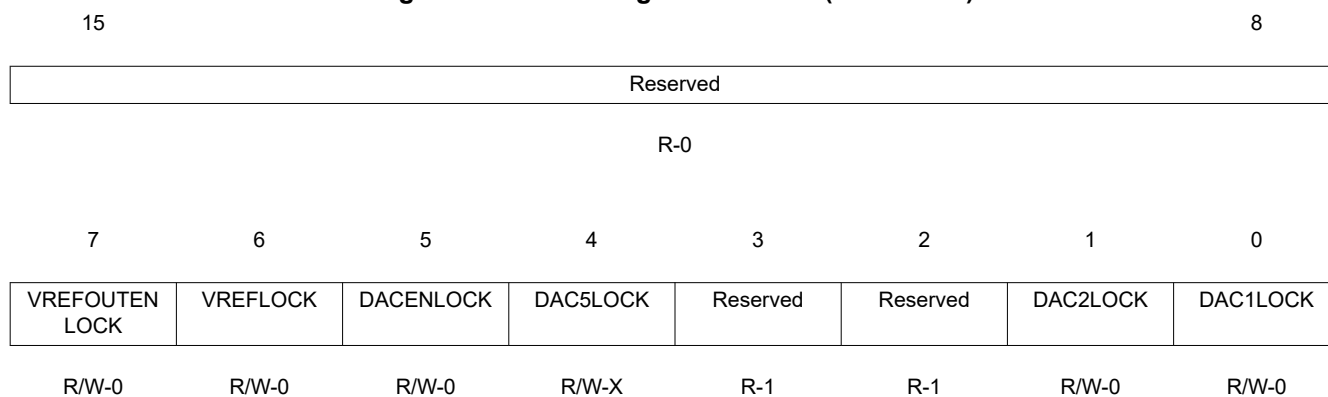 15 8
Reserved
R-0
7 6 5 4 3 2 1 0
VREFOUTEN VREFLOCK DACENLOCK DAC5LOCK Reserved Reserved DAC2LOCK DAC1LOCK
LOCK
R/W-0 R/W-0 R/W-0 R/W-X R-1 R-1 R/W-0 R/W-0